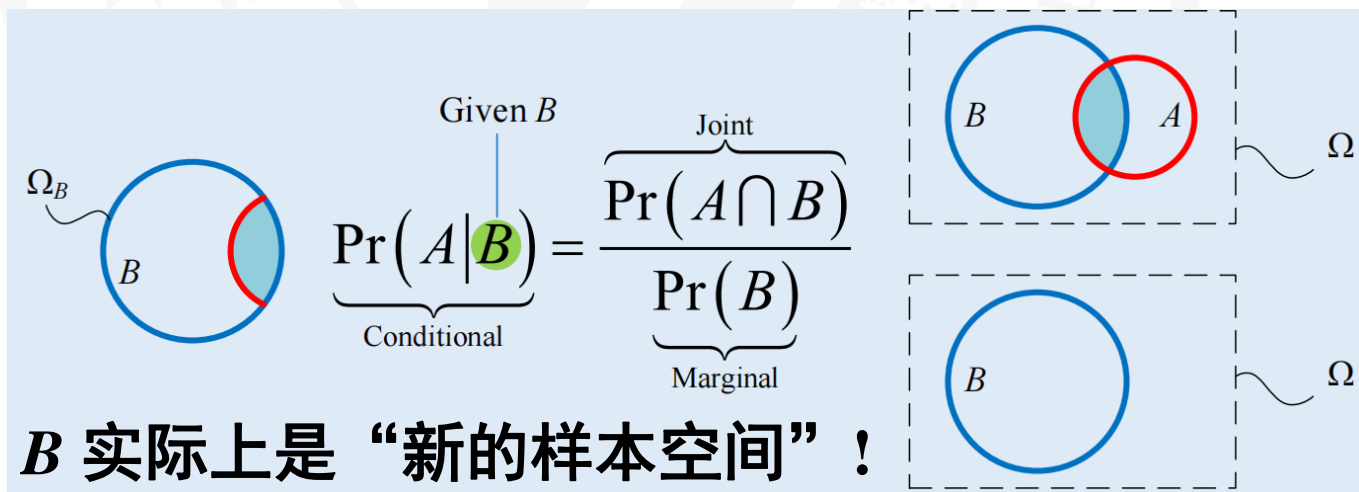 Given B
Joint
Ω_B
B
Pr(A|B) = Pr(A∩B) / Pr(B)
Conditional
Marginal
B
A
Ω
B
Ω
B 实际上是“新的样本空间”！